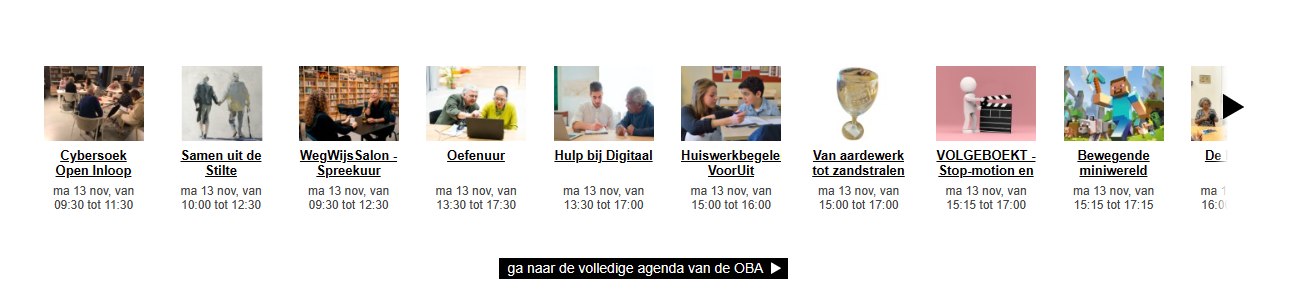 Cybersoek
Open Inloop
ma 13 nov, van
09:30 tot 11:30
Samen uit de
Stilte
ma 13 nov, van
10:00 tot 12:30
WegWijsSalon -
Spreekuur
ma 13 nov, van
09:30 tot 12:30
Oefenuur
ma 13 nov, van
13:30 tot 17:30
Hulp bij Digitaal
ma 13 nov, van
13:30 tot 17:00
Huiswerkbegele
VoorUit
ma 13 nov, van
15:00 tot 16:00
Van aardewerk
tot zandstralen
ma 13 nov, van
15:00 tot 17:00
VOLGEBOEKT -
Stop-motion en
ma 13 nov, van
15:15 tot 17:00
Bewegende
miniwereld
ma 13 nov, van
15:15 tot 17:15
De
ma
16:0
ga naar de volledige agenda van de OBA